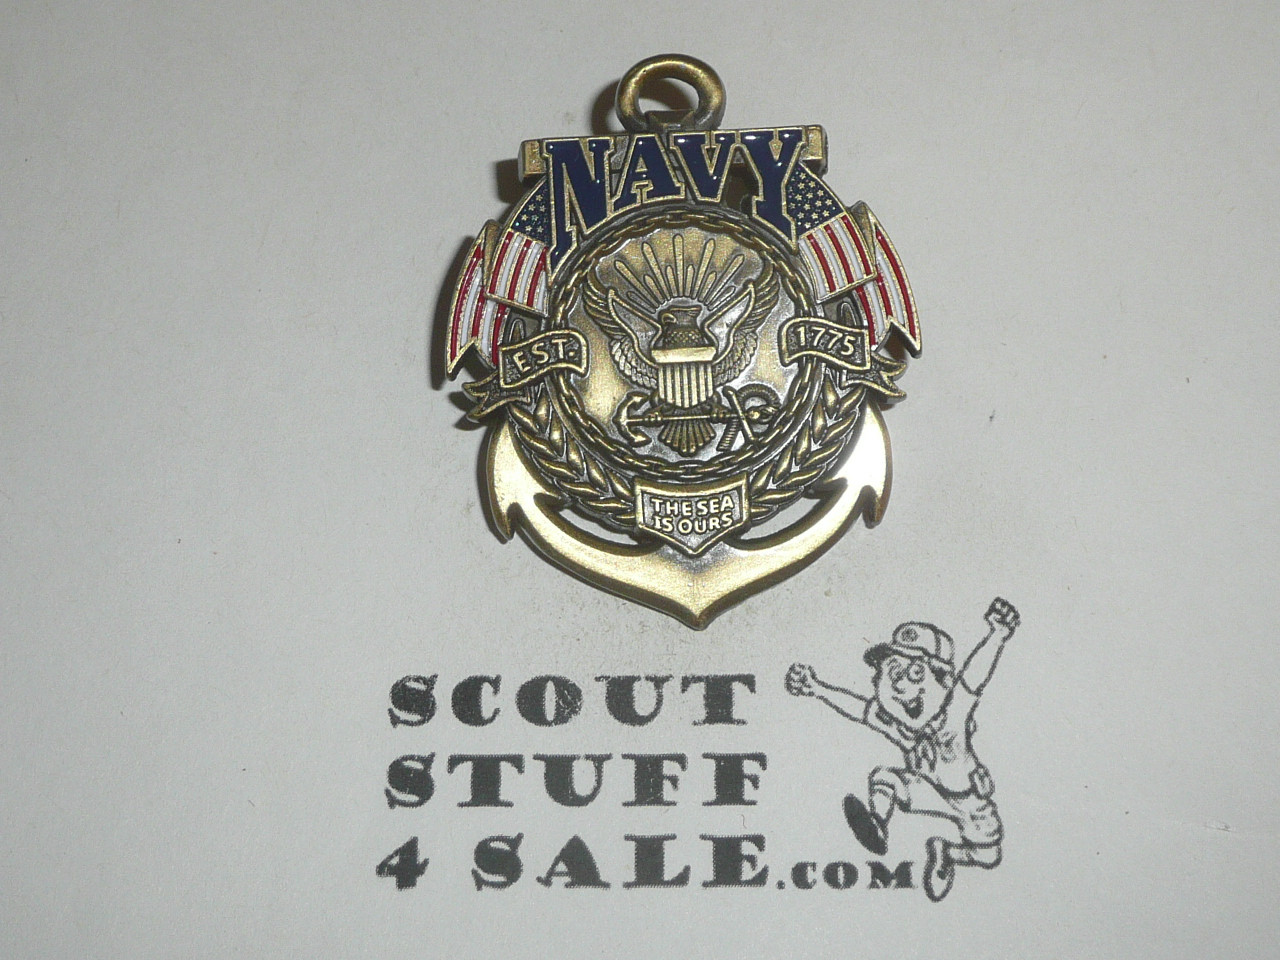 NAVY
EST. 1775
THE SEA
IS OURS
SCOUT
STUFF
4 SALE.COM